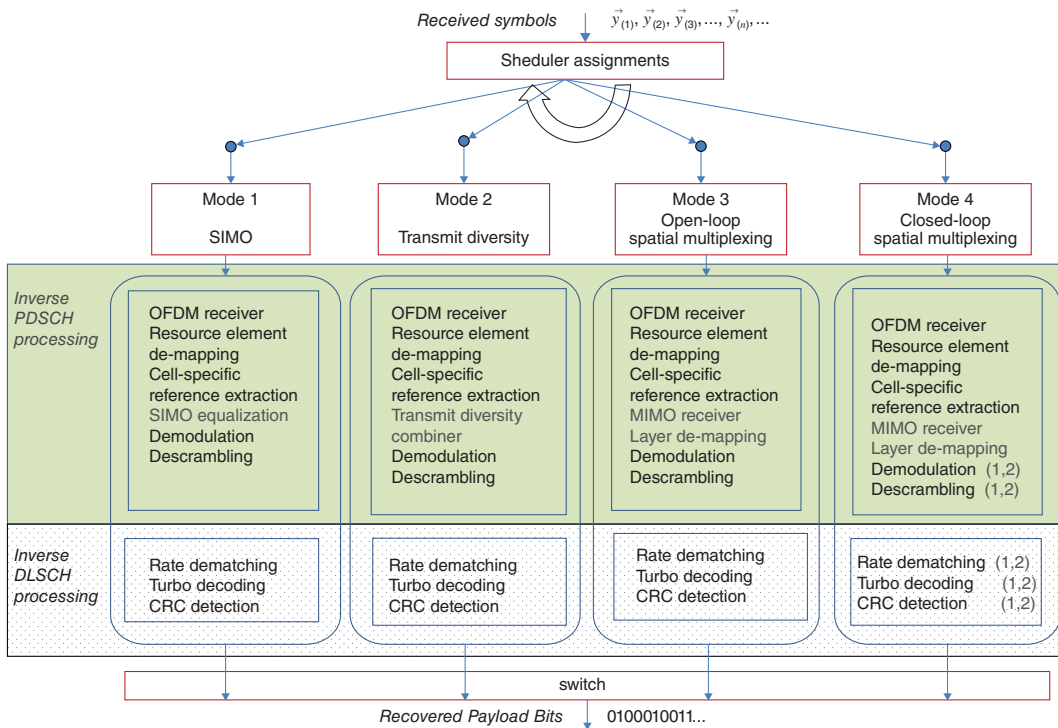 Received symbols
y⃗(1), y⃗(2), y⃗(3), ..., y⃗(n), ...
Sheduler assignments
Mode 1
SIMO
Mode 2
Transmit diversity
Mode 3
Open-loop
spatial multiplexing
Mode 4
Closed-loop
spatial multiplexing
Inverse
PDSCH
processing
OFDM receiver
Resource element
de-mapping
Cell-specific
reference extraction
SIMO equalization
Demodulation
Descrambling
OFDM receiver
Resource element
de-mapping
Cell-specific
reference extraction
Transmit diversity
combiner
Demodulation
Descrambling
OFDM receiver
Resource element
de-mapping
Cell-specific
reference extraction
MIMO receiver
Layer de-mapping
Demodulation
Descrambling
OFDM receiver
Resource element
de-mapping
Cell-specific
reference extraction
MIMO receiver
Layer de-mapping
Demodulation (1,2)
Descrambling (1,2)
Inverse
DLSCH
processing
Rate dematching
Turbo decoding
CRC detection
Rate dematching
Turbo decoding
CRC detection
Rate dematching
Turbo decoding
CRC detection
Rate dematching (1,2)
Turbo decoding (1,2)
CRC detection (1,2)
switch
Recovered Payload Bits 0100010011...